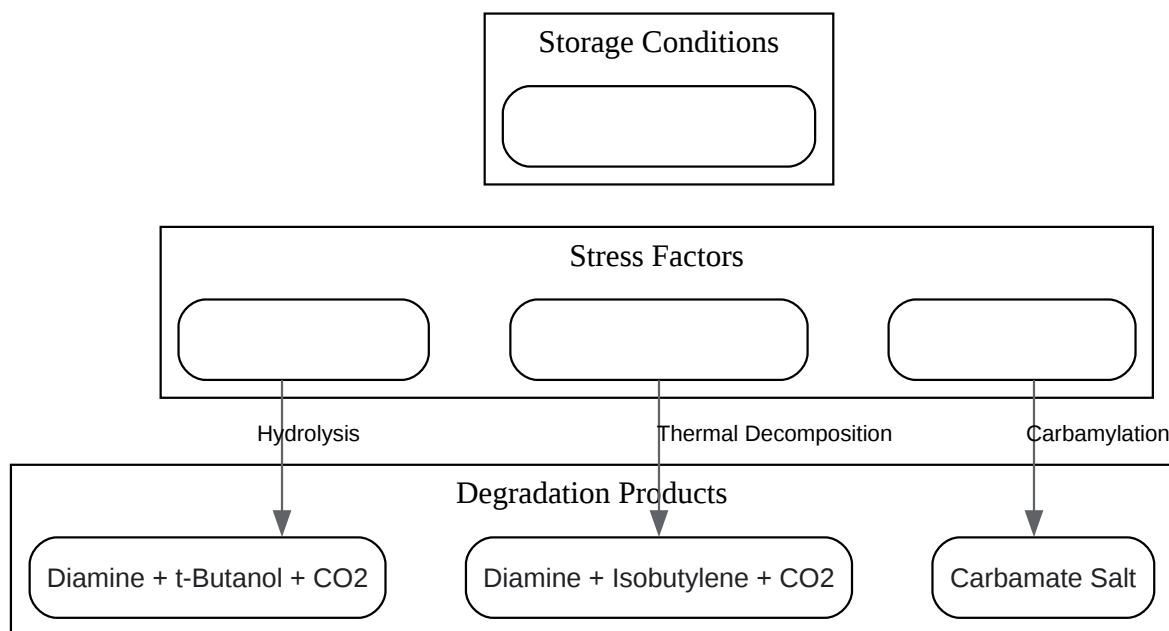 Storage Conditions
Stress Factors
Hydrolysis
Thermal Decomposition
Carbamylation
Degradation Products
Diamine + t-Butanol + CO2
Diamine + Isobutylene + CO2
Carbamate Salt